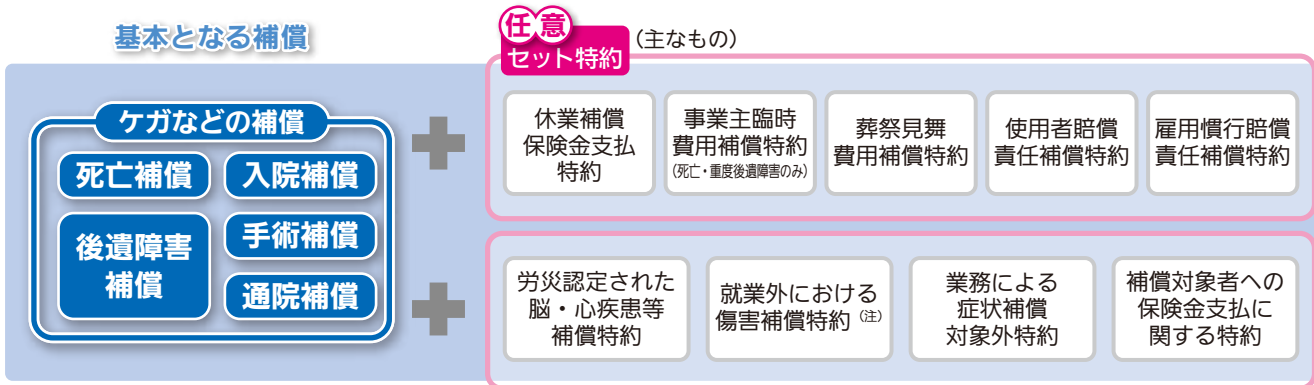 基本となる補償
任意
セット特約
(主なもの)
ケガなどの補償
死亡補償
入院補償
後遺障害
補償
手術補償
通院補償
休業補償
保険金支払
特約
事業主臨時
費用補償特約
(死亡・重度後遺障害のみ)
葬祭見舞
費用補償特約
使用者賠償
責任補償特約
雇用慣行賠償
責任補償特約
労災認定された
脳・心疾患等
補償特約
就業外における
傷害補償特約(注)
業務による
症状補償
対象外特約
補償対象者への
保険金支払に
関する特約